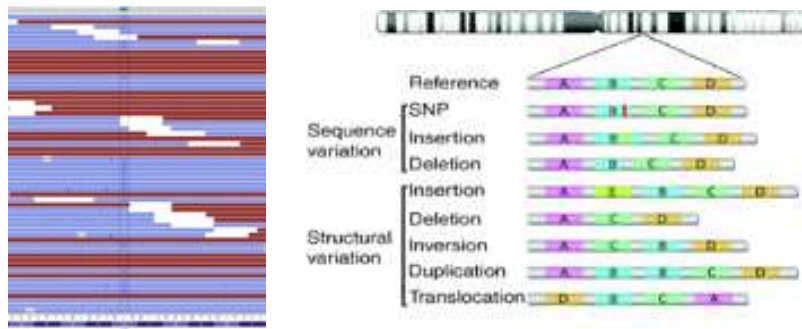 Reference A B C D
SNP A B C D
Sequence variation
Insertion A B C D
Deletion A B C D
Insertion A E B C D
Deletion A C D
Structural variation
Inversion A C B D
Duplication A B B C D
Translocation D B C A